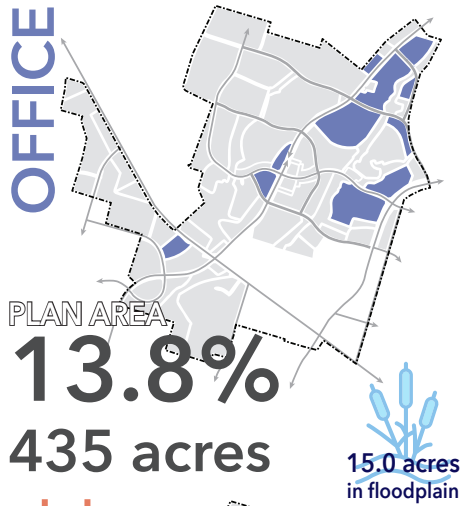 OFFICE
PLAN AREA
13.8%
435 acres
15.0 acres
in floodplain